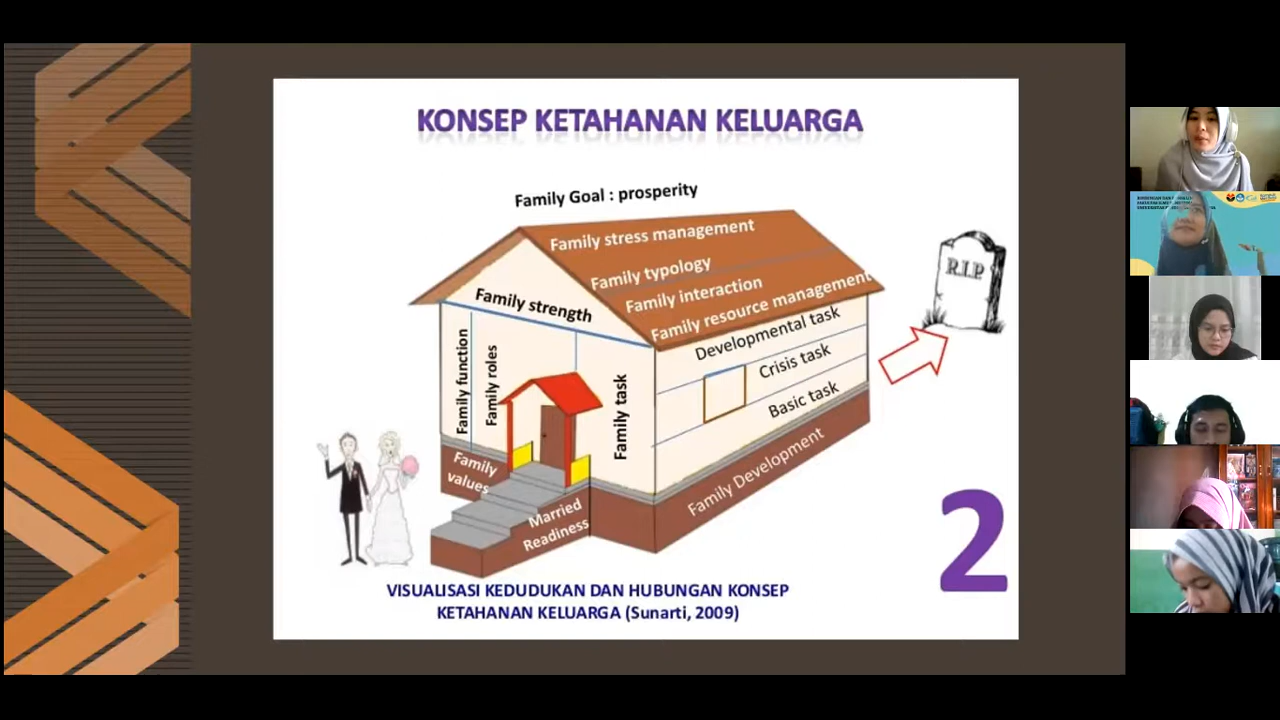 KONSEP KETAHANAN KELUARGA
Family Goal : prosperity
Family stress management
Family typology
Family interaction
Family resource management
Family strength
Developmental task
Crisis task
Basic task
Family function
Family roles
Family task
R.I.P.
Family
values
Married
Readiness
Family Development
2
VISUALISASI KEDUDUKAN DAN HUBUNGAN KONSEP
KETAHANAN KELUARGA (Sunarti, 2009)